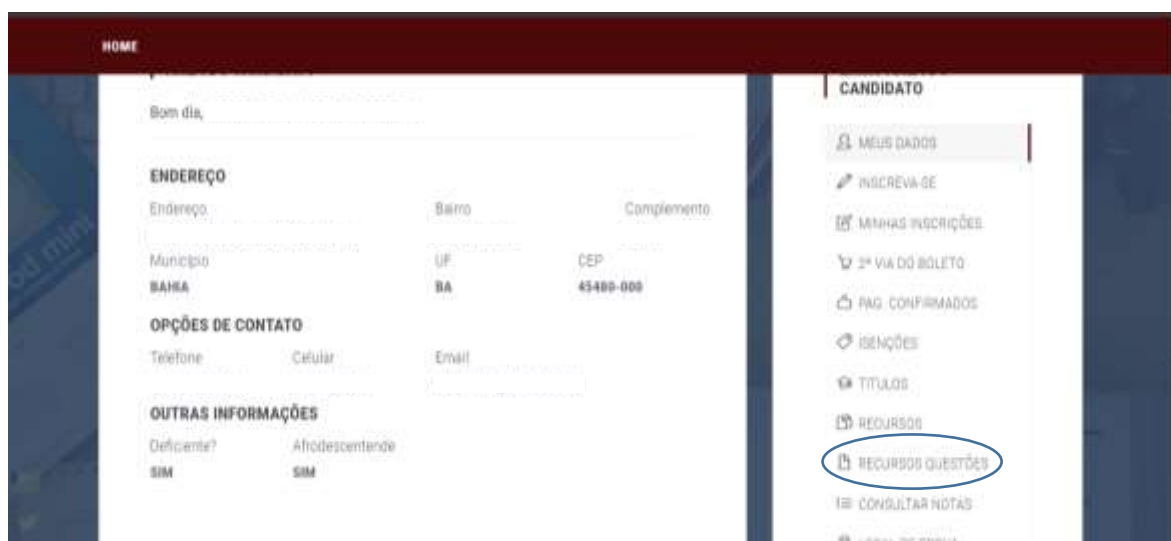 HOME
Bom dia,
ENDEREÇO
Endereço Bairro Complemento
Município UF CEP
BAHIA BA 45480-000
OPÇÕES DE CONTATO
Telefone Celular Email
OUTRAS INFORMAÇÕES
Deficiente? Afrodescentende
SIM SIM
CANDIDATO
MEUS DADOS
INSCREVA-SE
MINHAS INSCRIÇÕES
2ª VIA DO BOLETO
PAG. CONFIRMADOS
ISENÇÕES
TITULOS
RECURSOS
RECURSOS QUESTÕES
CONSULTAR NOTAS